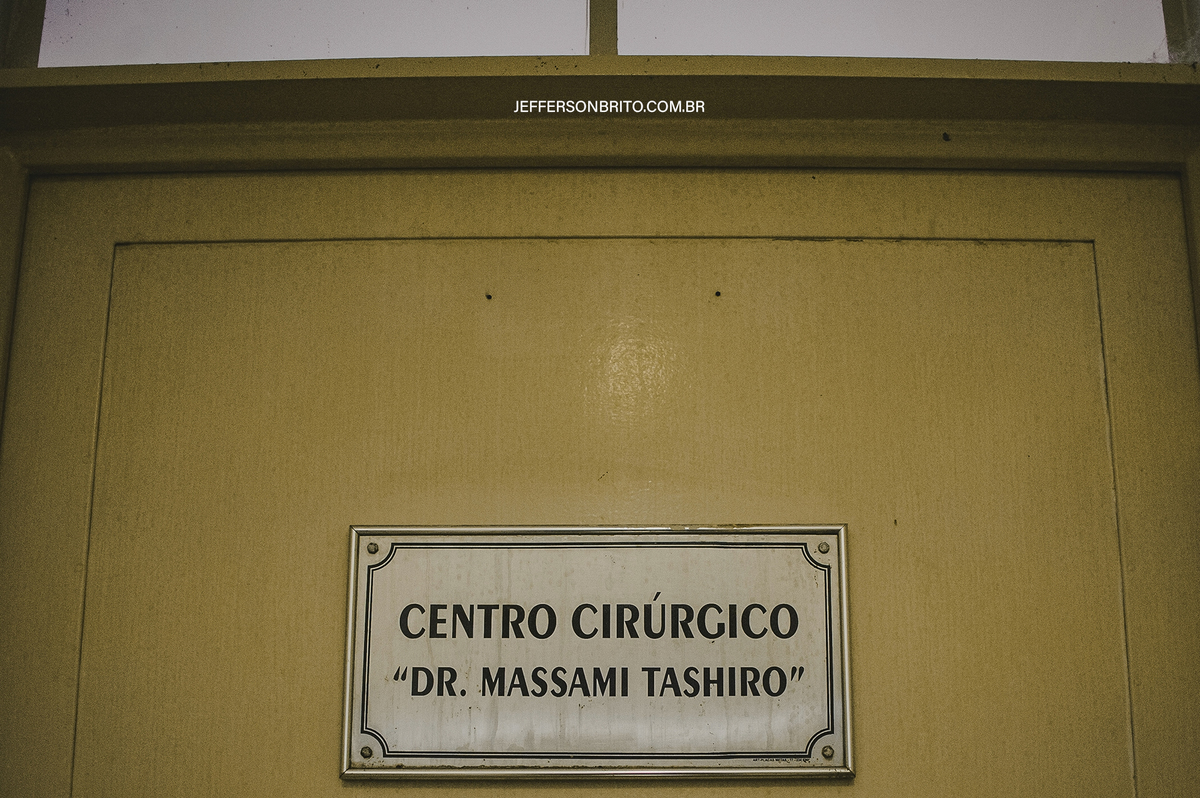 JEFFERSONBRITO.COM.BR
CENTRO CIRÚRGICO
“DR. MASSAMI TASHIRO”